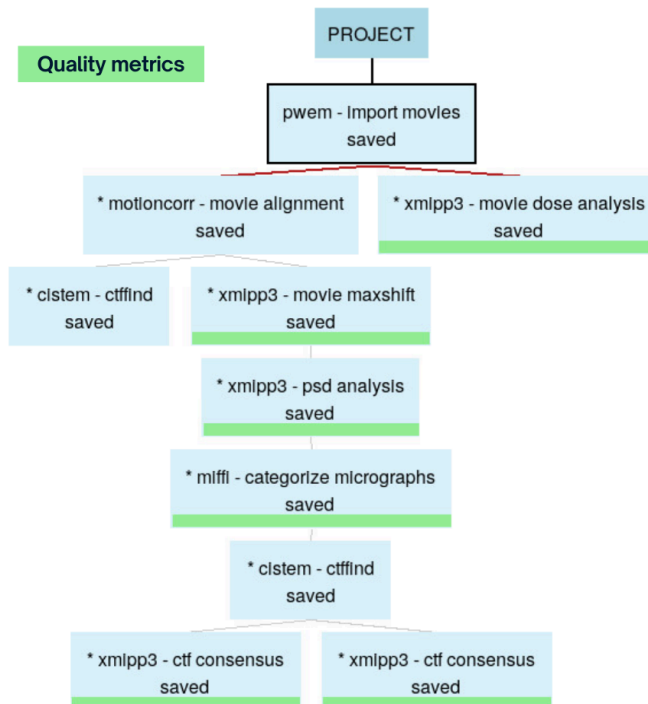 PROJECT
Quality metrics
pwem - import movies
saved
* motioncorr - movie alignment
saved
* xmipp3 - movie dose analysis
saved
* cistem - ctffind
saved
* xmipp3 - movie maxshift
saved
* xmipp3 - psd analysis
saved
* miffi - categorize micrographs
saved
* cistem - ctffind
saved
* xmipp3 - ctf consensus
saved
* xmipp3 - ctf consensus
saved